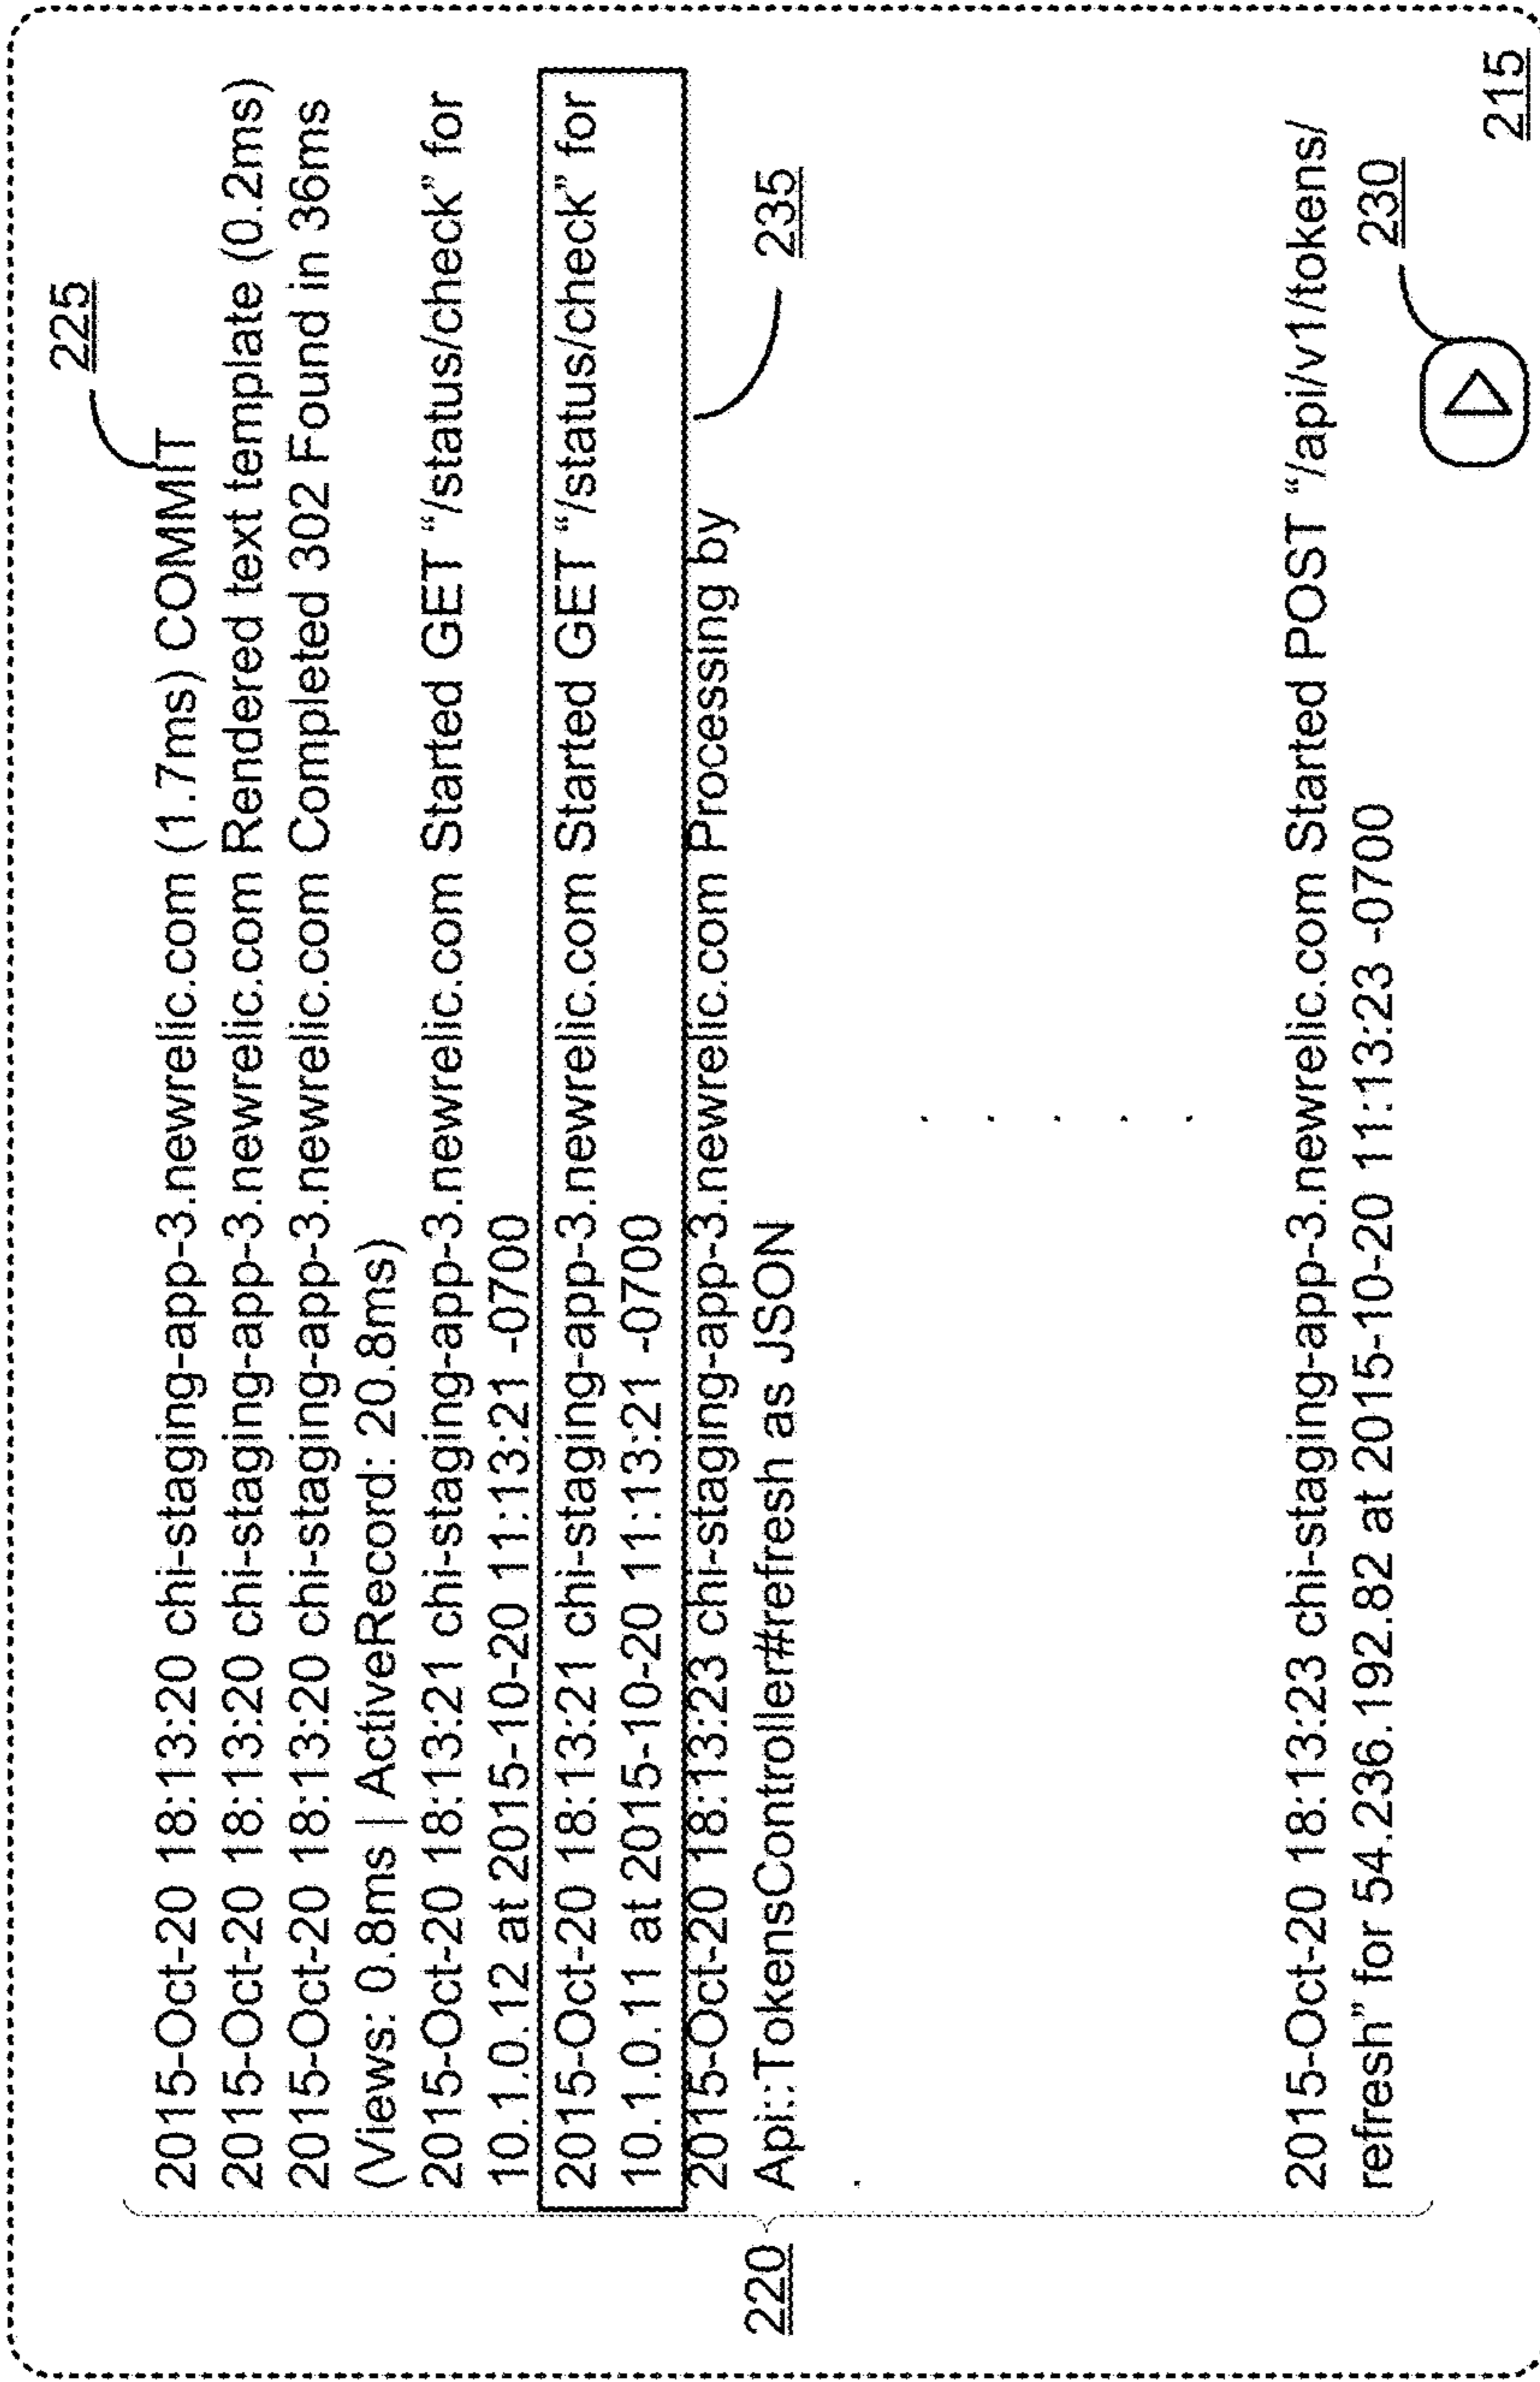 225
2015-Oct-20 18:13:20 chi-staging-app-3.newrelic.com (1.7ms) COMMIT
2015-Oct-20 18:13:20 chi-staging-app-3.newrelic.com Rendered text template (0.2ms)
2015-Oct-20 18:13:20 chi-staging-app-3.newrelic.com Completed 302 Found in 36ms
(Views: 0.8ms | ActiveRecord: 20.8ms)
2015-Oct-20 18:13:21 chi-staging-app-3.newrelic.com Started GET “/status/check” for
10.1.0.12 at 2015-10-20 11:13:21 -0700
2015-Oct-20 18:13:21 chi-staging-app-3.newrelic.com Started GET “/status/check” for
10.1.0.11 at 2015-10-20 11:13:21 -0700
2015-Oct-20 18:13:23 chi-staging-app-3.newrelic.com Processing by
Api::TokensController#refresh as JSON
235
220
. . . . .
2015-Oct-20 18:13:23 chi-staging-app-3.newrelic.com Started POST “/api/v1/tokens/
refresh” for 54.236.192.82 at 2015-10-20 11:13:23 -0700
230
215